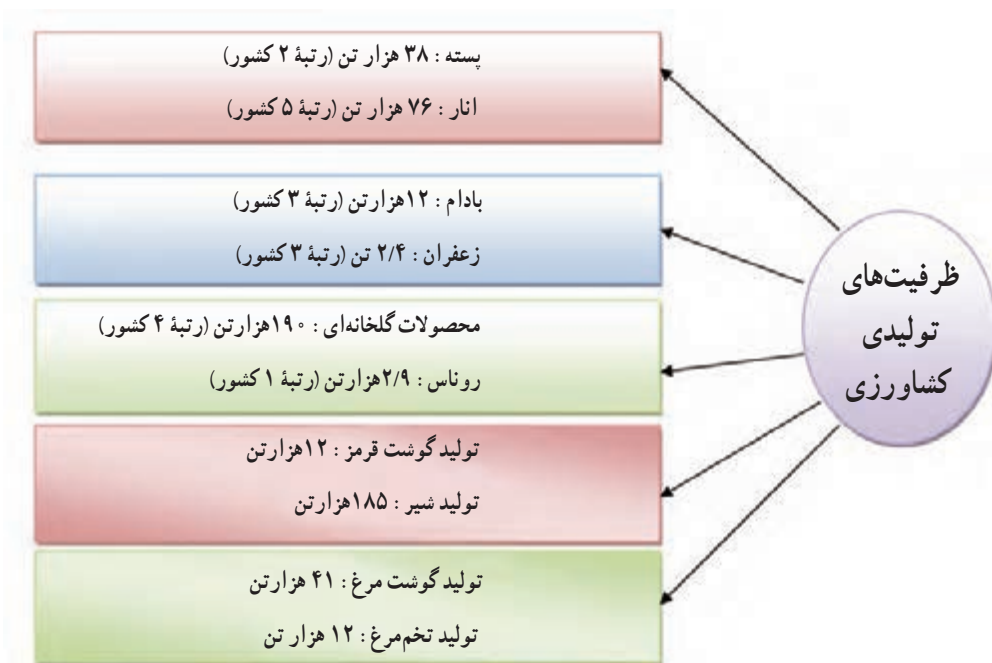 پسته : ۳۸ هزار تن (رتبهٔ ۲ کشور)
انار : ۷۶ هزار تن (رتبهٔ ۵ کشور)
بادام : ۱۲هزارتن (رتبهٔ ۳ کشور)
زعفران : ۲/۴ تن (رتبهٔ ۳ کشور)
محصولات گلخانه‌ای : ۱۹۰هزارتن (رتبهٔ ۴ کشور)
روناس : ۲/۹هزارتن (رتبهٔ ۱ کشور)
تولید گوشت قرمز : ۱۲هزارتن
تولید شیر : ۱۸۵هزارتن
تولید گوشت مرغ : ۴۱ هزارتن
تولید تخم‌مرغ : ۱۲ هزار تن
ظرفیت‌های
تولیدی
کشاورزی